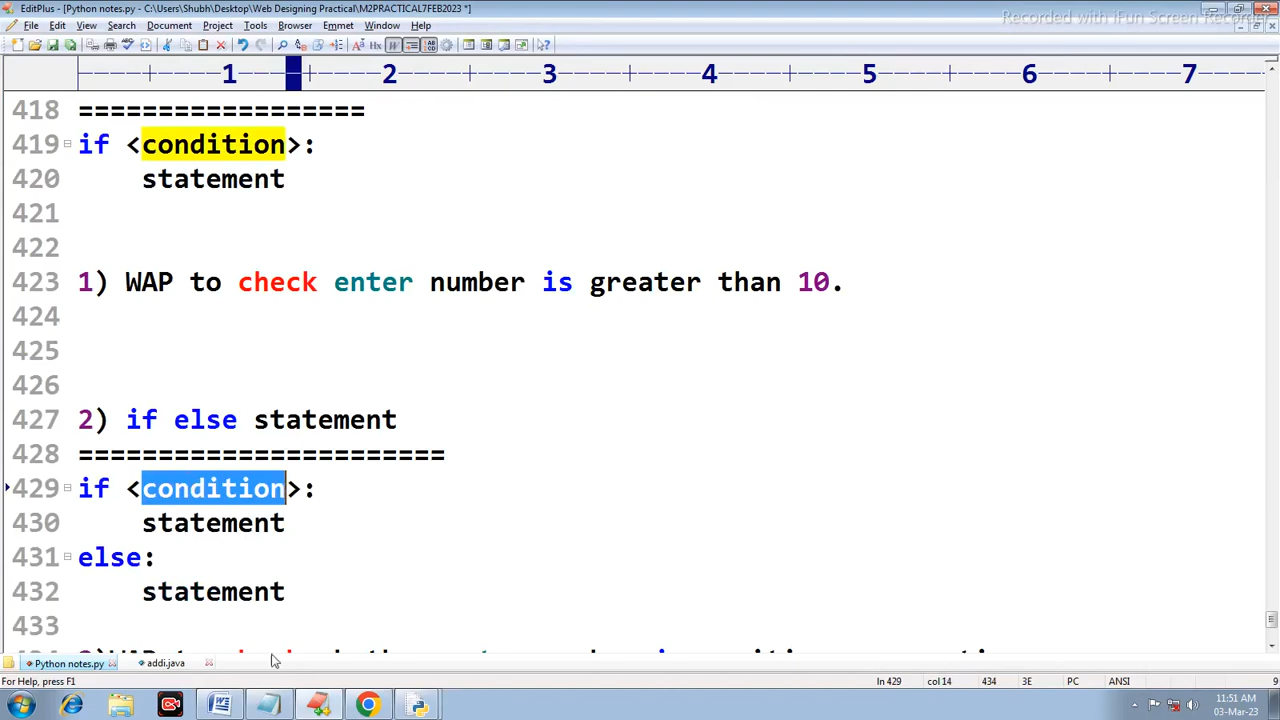 EditPlus - [Python notes.py - C:\Users\Shubh\Desktop\Web Designing Practical\M2PRACTICAL7FEB2023 *]
Recorded with iFun Screen Recorder
File Edit View Search Document Project Tools Browser Emmet Window Help
1 2 3 4 5 6 7
418 ==================
419 if <condition>:
420 statement
421
422
423 1) WAP to check enter number is greater than 10.
424
425
426
427 2) if else statement
428 =======================
429 if <condition>:
430 statement
431 else:
432 statement
433
Python notes.py addi.java
For Help, press F1 ln 429 col 14 434 3E PC ANSI 9
11:51 AM
03-Mar-23